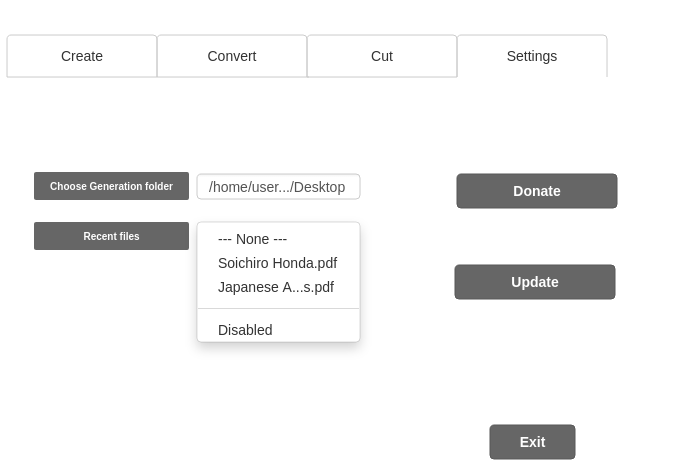 Create
Convert
Cut
Settings
Choose Generation folder
/home/user.../Desktop
Donate
Recent files
--- None ---
Soichiro Honda.pdf
Japanese A...s.pdf
Disabled
Update
Exit